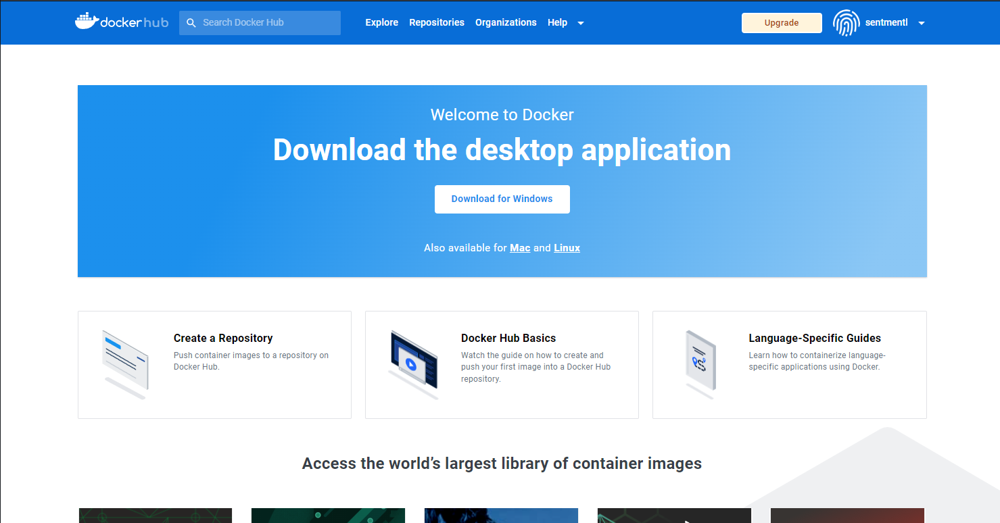 docker hub
Search Docker Hub
Explore
Repositories
Organizations
Help
Upgrade
sentmentl
Welcome to Docker
Download the desktop application
Download for Windows
Also available for Mac and Linux
Create a Repository
Push container images to a repository on
Docker Hub.
Docker Hub Basics
Watch the guide on how to create and
push your first image into a Docker Hub
repository.
Language-Specific Guides
Learn how to containerize language-
specific applications using Docker.
Access the world’s largest library of container images